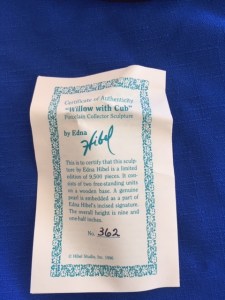 Certificate of Authenticity
"Willow with Cub"
Porcelain Collector Sculpture
by Edna
Hibel
This is to certify that this sculp-
ture by Edna Hibel is a limited
edition of 9,500 pieces. It con-
sists of two free-standing units
on a wooden base. A genuine
pearl is embedded as a part of
Edna Hibel's incised signature.
The overall height is nine and
one-half inches.
No. 362
© Hibel Studio, Inc.